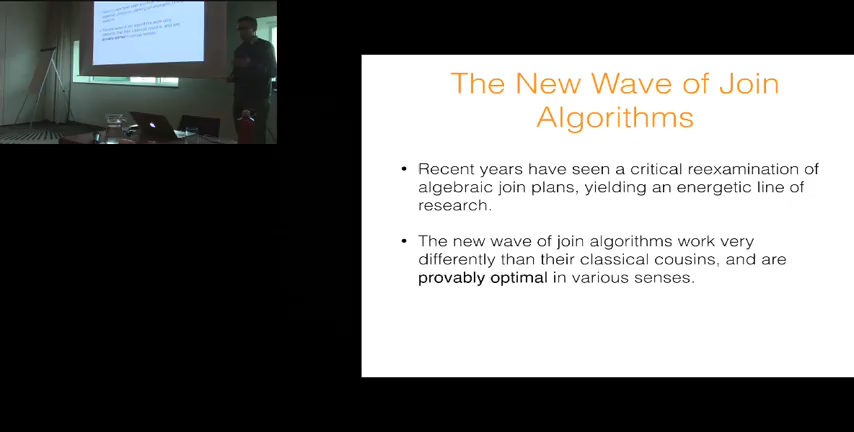 The New Wave of Join
Algorithms
• Recent years have seen a critical reexamination of
algebraic join plans, yielding an energetic line of
research.
• The new wave of join algorithms work very
differently than their classical cousins, and are
provably optimal in various senses.